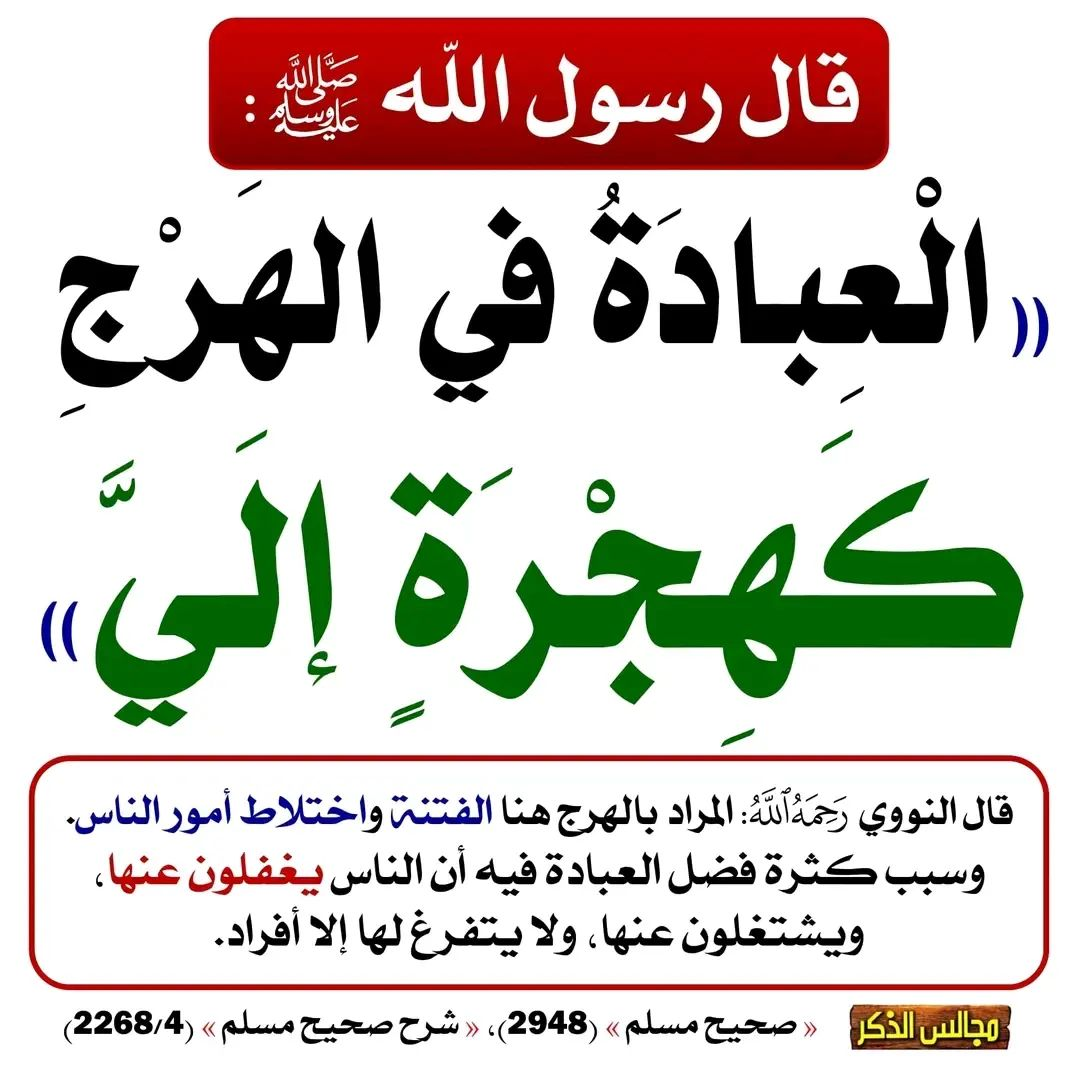 قال رسول الله ﷺ :
(( الْعِبادَةُ في الهَرْجِ
كَهِجْرَةٍ إلَيَّ ))
قال النووي رَحِمَهُ ٱللَّهُ: المراد بالهرج هنا الفتنة واختلاط أمور الناس.
وسبب كثرة فضل العبادة فيه أن الناس يغفلون عنها،
ويشتغلون عنها، ولا يتفرغ لها إلا أفراد.
مجالس الذكر « صحيح مسلم » (2948)، « شرح صحيح مسلم » (2268/4)